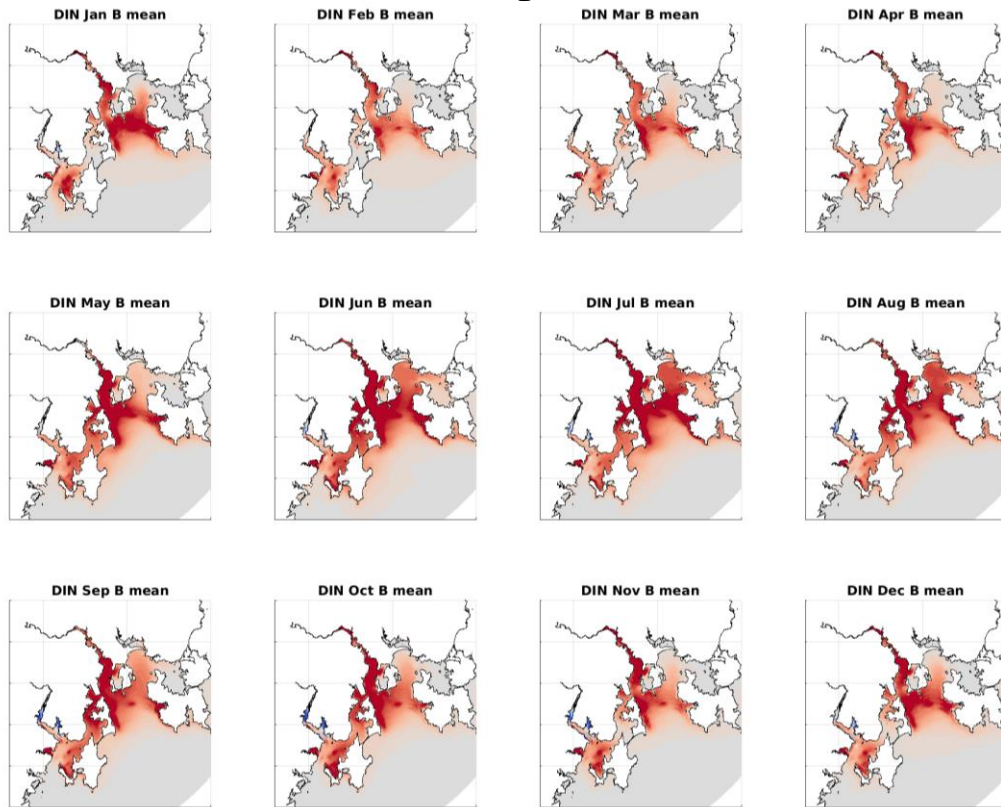 DIN Jan B mean
DIN Feb B mean
DIN Mar B mean
DIN Apr B mean
DIN May B mean
DIN Jun B mean
DIN Jul B mean
DIN Aug B mean
DIN Sep B mean
DIN Oct B mean
DIN Nov B mean
DIN Dec B mean